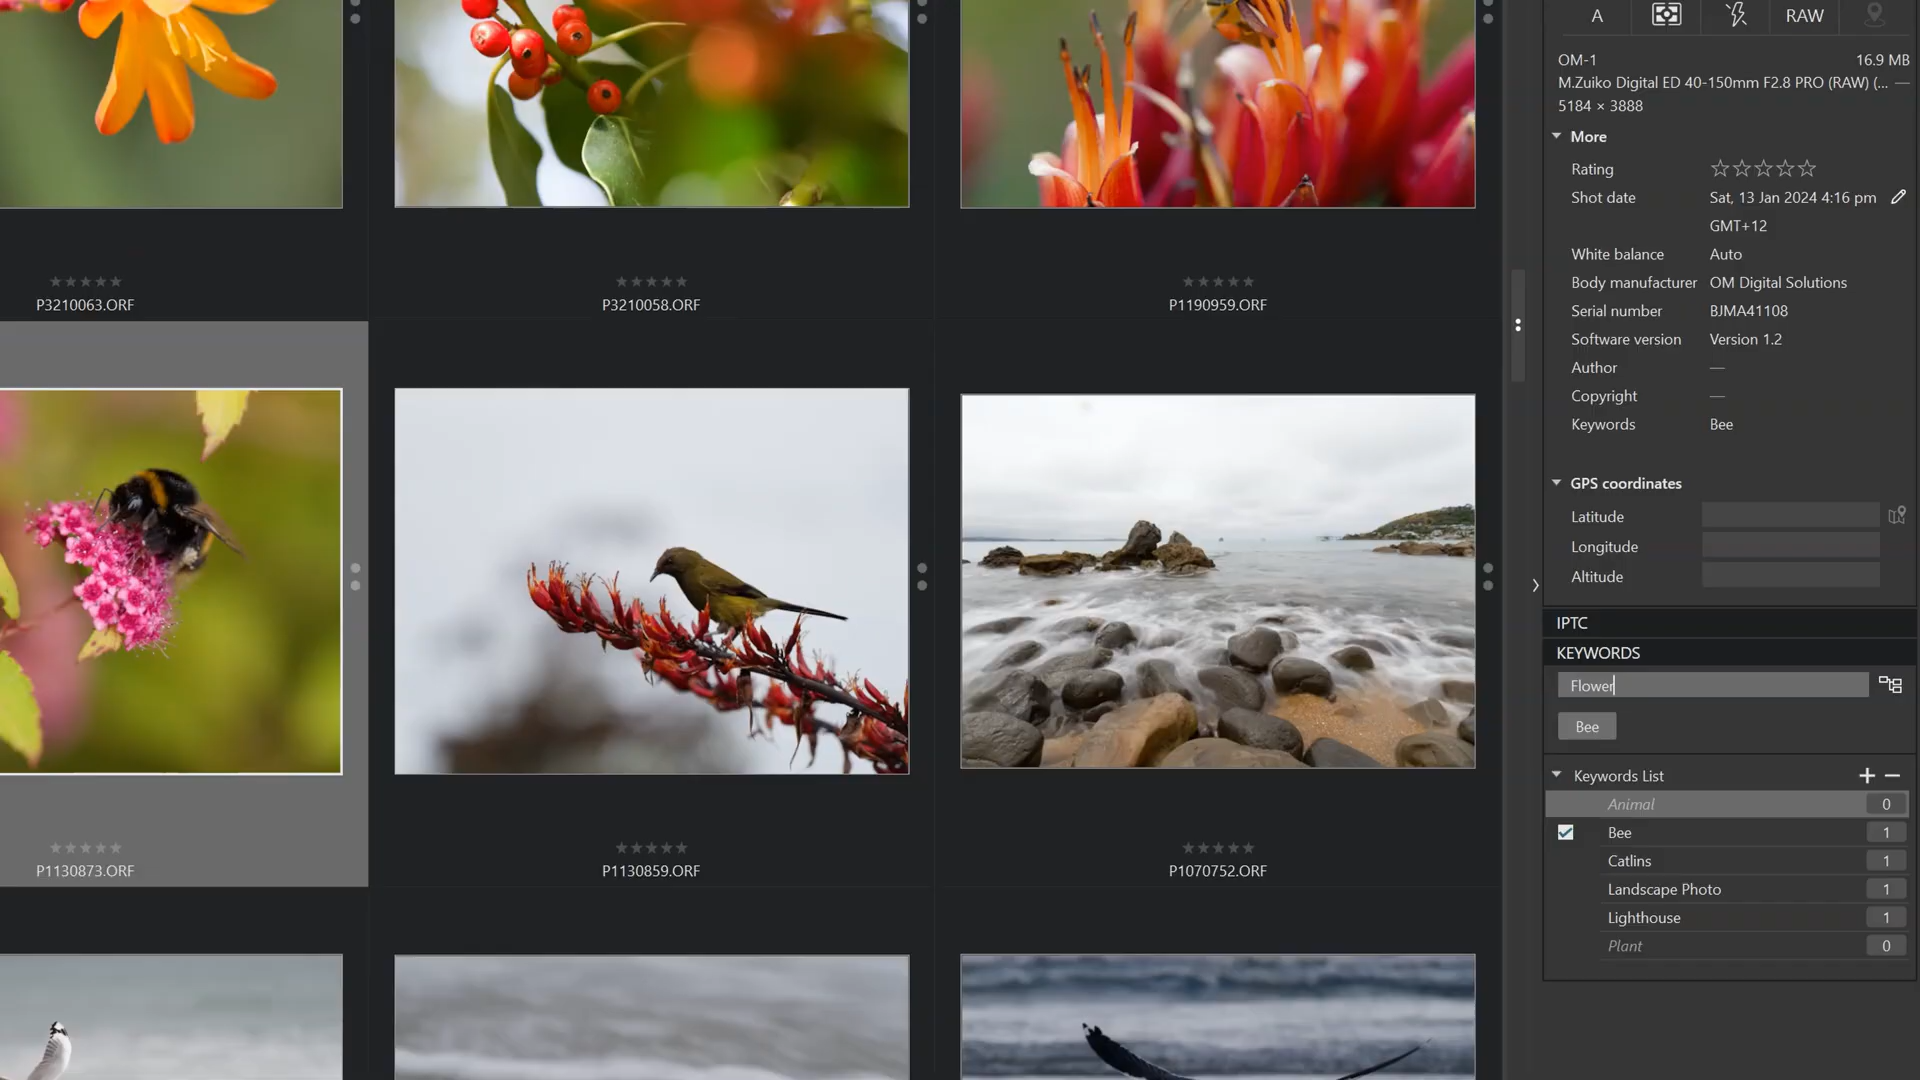 A RAW
OM-1 16.9 MB
M.Zuiko Digital ED 40-150mm F2.8 PRO (RAW) (... —
5184 × 3888
More
Rating
Shot date Sat, 13 Jan 2024 4:16 pm
GMT+12
White balance Auto
Body manufacturer OM Digital Solutions
Serial number BJMA41108
Software version Version 1.2
Author —
Copyright —
Keywords Bee
GPS coordinates
Latitude
Longitude
Altitude
IPTC
KEYWORDS
Flower
Bee
Keywords List + −
Animal 0
Bee 1
Catlins 1
Landscape Photo 1
Lighthouse 1
Plant 0
P3210063.ORF P3210058.ORF P1190959.ORF
P1130873.ORF P1130859.ORF P1070752.ORF